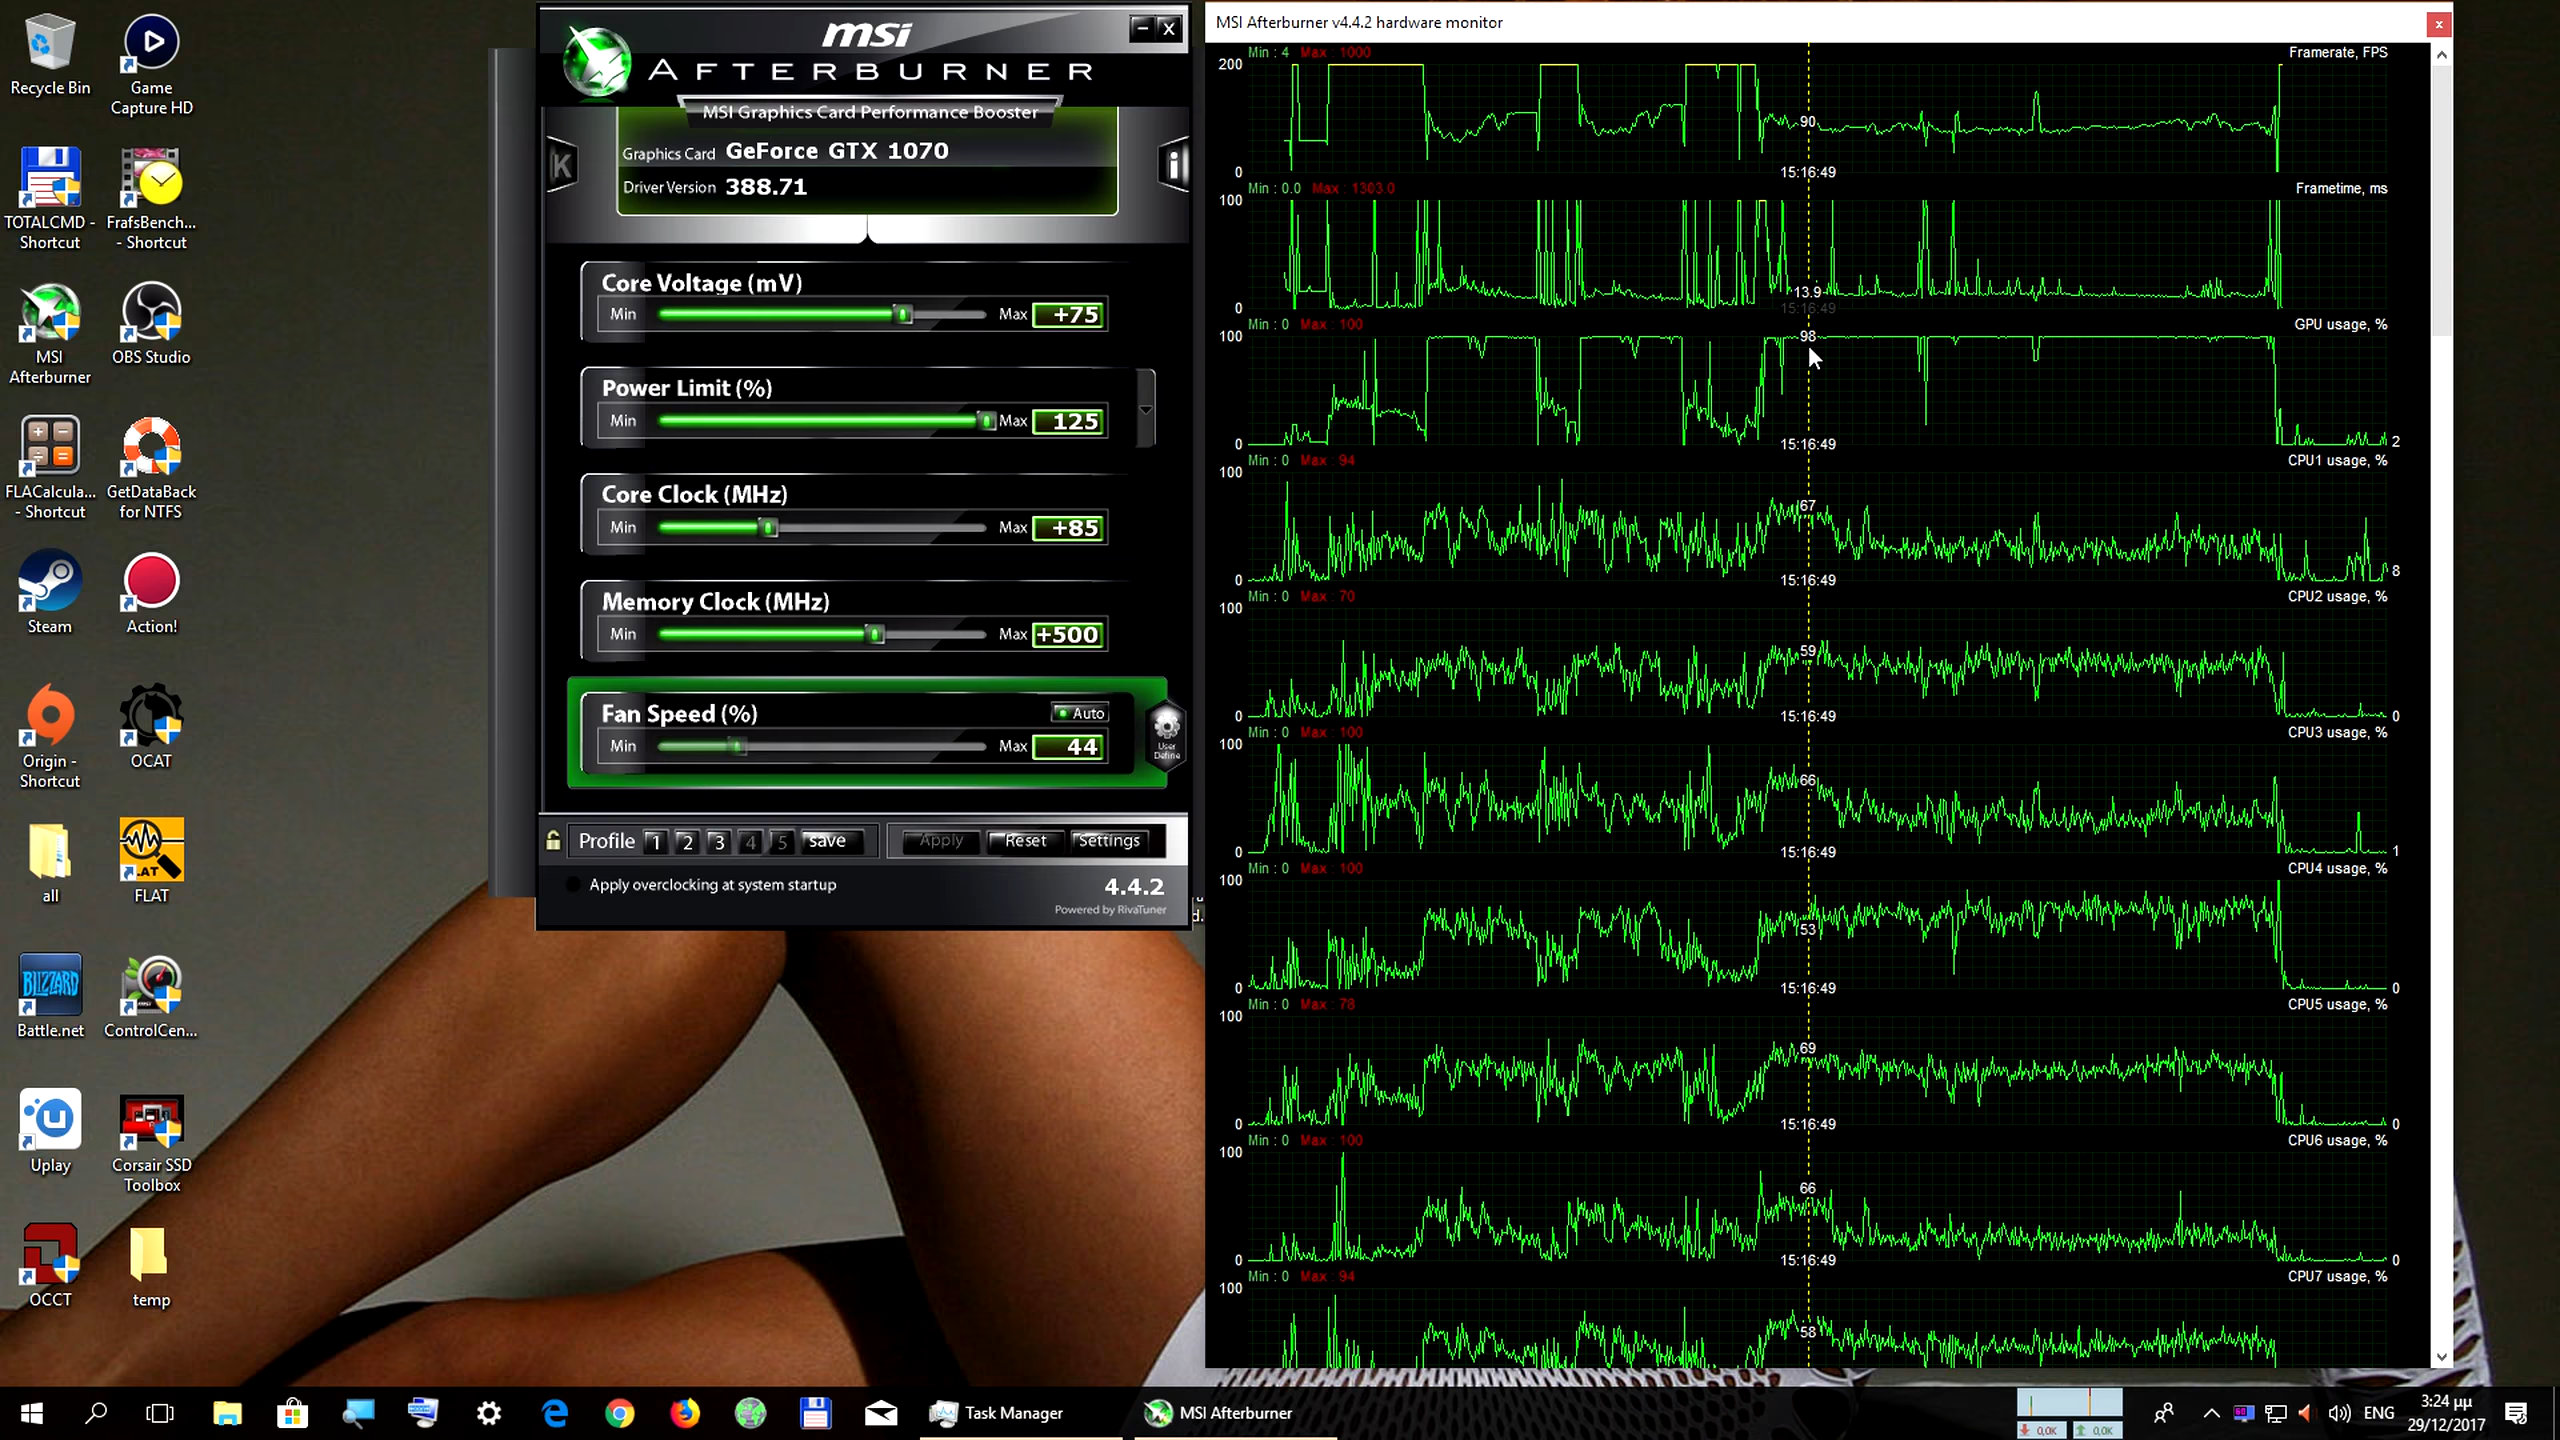 Recycle Bin
Game
Capture HD
TOTALCMD -
Shortcut
FrafsBench...
- Shortcut
MSI
Afterburner
OBS Studio
FLACalcula...
- Shortcut
GetDataBack
for NTFS
Steam
Action!
Origin -
Shortcut
OCAT
all
FLAT
BLIZZARD
Battle.net
ControlCen...
Uplay
Corsair SSD
Toolbox
OCCT
temp
msi
AFTERBURNER
MSI Graphics Card Performance Booster
K
i
Graphics Card GeForce GTX 1070
Driver Version 388.71
Core Voltage (mV)
Min Max +75
Power Limit (%)
Min Max 125
Core Clock (MHz)
Min Max +85
Memory Clock (MHz)
Min Max +500
Fan Speed (%)
Auto
Min Max 44
User
Define
Profile 1 2 3 4 5 save Apply Reset Settings
Apply overclocking at system startup
4.4.2
Powered by RivaTuner
MSI Afterburner v4.4.2 hardware monitor
Min : 4 Max : 1000 Framerate, FPS
200
90
0 15:16:49
Min : 0.0 Max : 1303.0 Frametime, ms
100
13.9
0 15:16:49
Min : 0 Max : 100 GPU usage, %
100 98
0 15:16:49 2
Min : 0 Max : 94 CPU1 usage, %
100
67
0 15:16:49 8
Min : 0 Max : 70 CPU2 usage, %
100
59
0 15:16:49 0
Min : 0 Max : 100 CPU3 usage, %
100
66
0 15:16:49 1
Min : 0 Max : 100 CPU4 usage, %
100
53
0 15:16:49 0
Min : 0 Max : 78 CPU5 usage, %
100
69
0 15:16:49 0
Min : 0 Max : 100 CPU6 usage, %
100
66
0 15:16:49 0
Min : 0 Max : 94 CPU7 usage, %
100
58
Task Manager
MSI Afterburner
0,0K 0,0K
ENG
3:24 μμ
29/12/2017